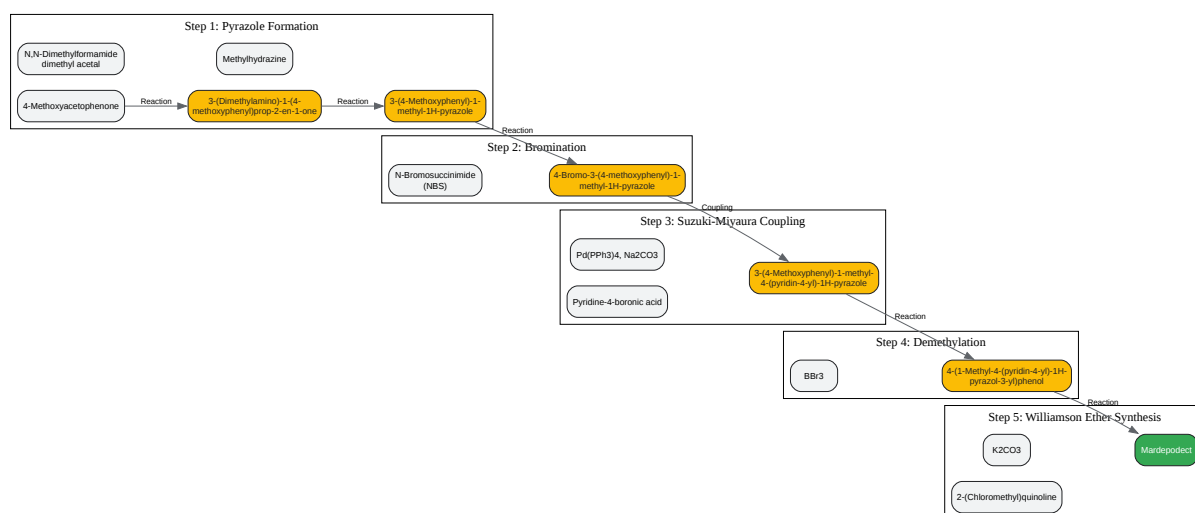 Step 1: Pyrazole Formation
N,N-Dimethylformamide
dimethyl acetal
Methylhydrazine
4-Methoxyacetophenone
Reaction
3-(Dimethylamino)-1-(4-
methoxyphenyl)prop-2-en-1-one
Reaction
3-(4-Methoxyphenyl)-1-
methyl-1H-pyrazole
Reaction
Step 2: Bromination
N-Bromosuccinimide
(NBS)
4-Bromo-3-(4-methoxyphenyl)-1-
methyl-1H-pyrazole
Coupling
Step 3: Suzuki-Miyaura Coupling
Pd(PPh3)4, Na2CO3
3-(4-Methoxyphenyl)-1-methyl-
4-(pyridin-4-yl)-1H-pyrazole
Pyridine-4-boronic acid
Reaction
Step 4: Demethylation
BBr3
4-(1-Methyl-4-(pyridin-4-yl)-1H-
pyrazol-3-yl)phenol
Reaction
Step 5: Williamson Ether Synthesis
K2CO3
Mardepodect
2-(Chloromethyl)quinoline